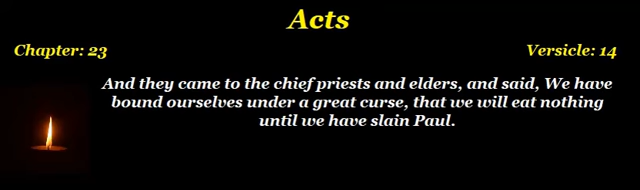 Acts
Chapter: 23 Versicle: 14
And they came to the chief priests and elders, and said, We have
bound ourselves under a great curse, that we will eat nothing
until we have slain Paul.